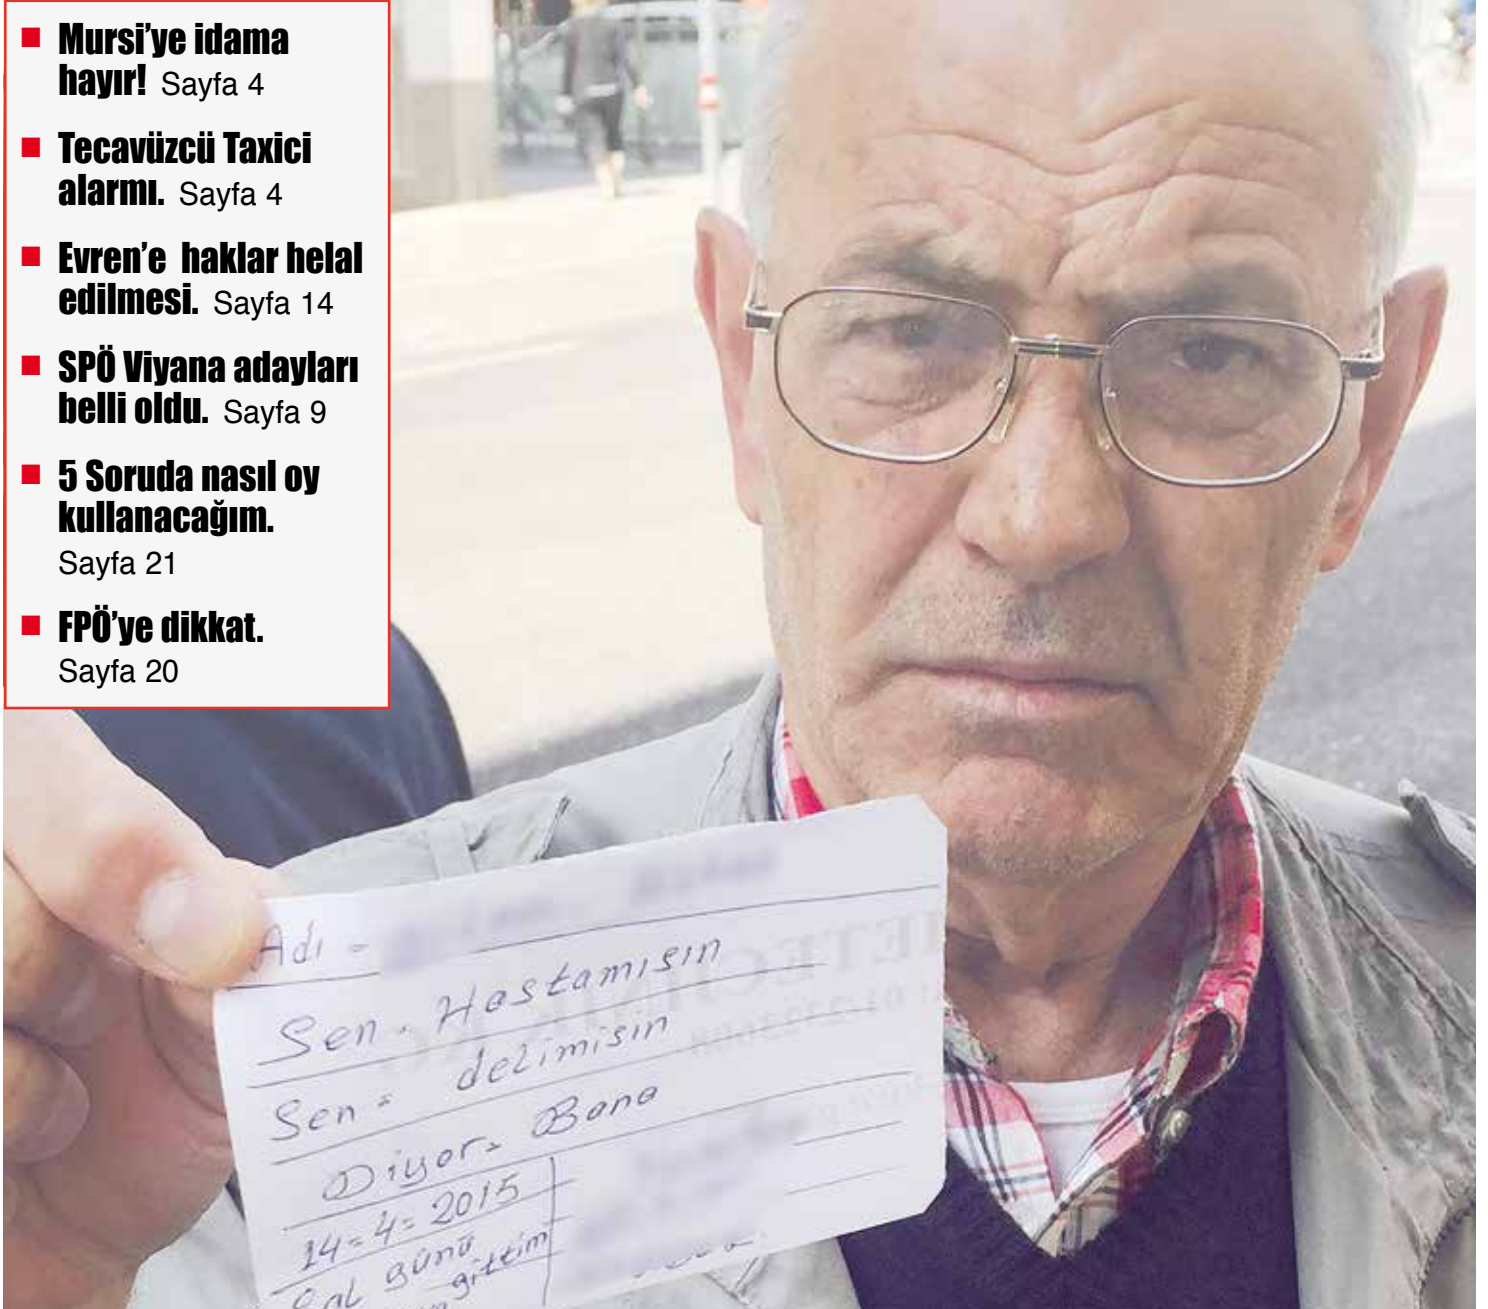 Mursi’ye idama
hayır! Sayfa 4
Tecavüzcü Taxici
alarmı. Sayfa 4
Evren’e haklar helal
edilmesi. Sayfa 14
SPÖ Viyana adayları
belli oldu. Sayfa 9
5 Soruda nasıl oy
kullanacağım.
Sayfa 21
FPÖ’ye dikkat.
Sayfa 20
Adı =
Sen - Hastamısın
Sen = delimisin
Diyor = Bana
14=4=2015
günü
gittim